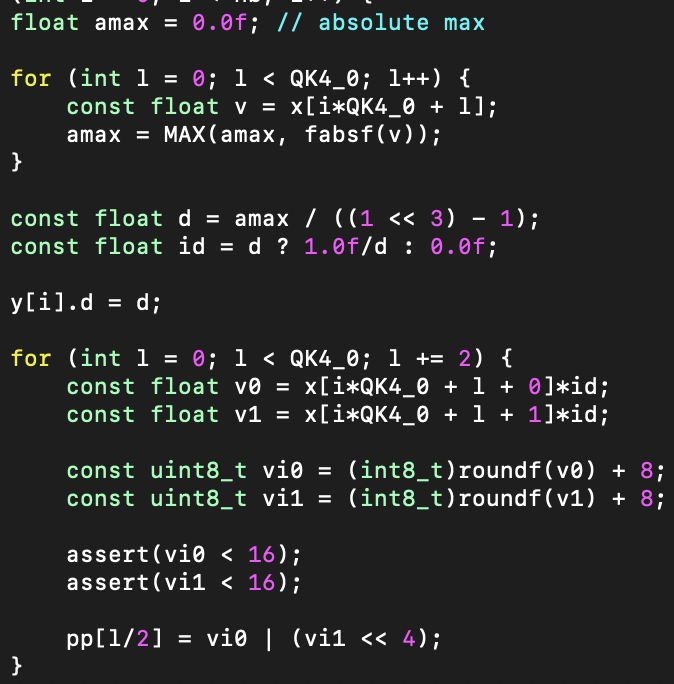 float amax = 0.0f; // absolute max
for (int l = 0; l < QK4_0; l++) {
    const float v = x[i*QK4_0 + l];
    amax = MAX(amax, fabsf(v));
}
const float d = amax / ((1 << 3) - 1);
const float id = d ? 1.0f/d : 0.0f;
y[i].d = d;
for (int l = 0; l < QK4_0; l += 2) {
    const float v0 = x[i*QK4_0 + l + 0]*id;
    const float v1 = x[i*QK4_0 + l + 1]*id;
    const uint8_t vi0 = (int8_t)roundf(v0) + 8;
    const uint8_t vi1 = (int8_t)roundf(v1) + 8;
    assert(vi0 < 16);
    assert(vi1 < 16);
    pp[l/2] = vi0 | (vi1 << 4);
}